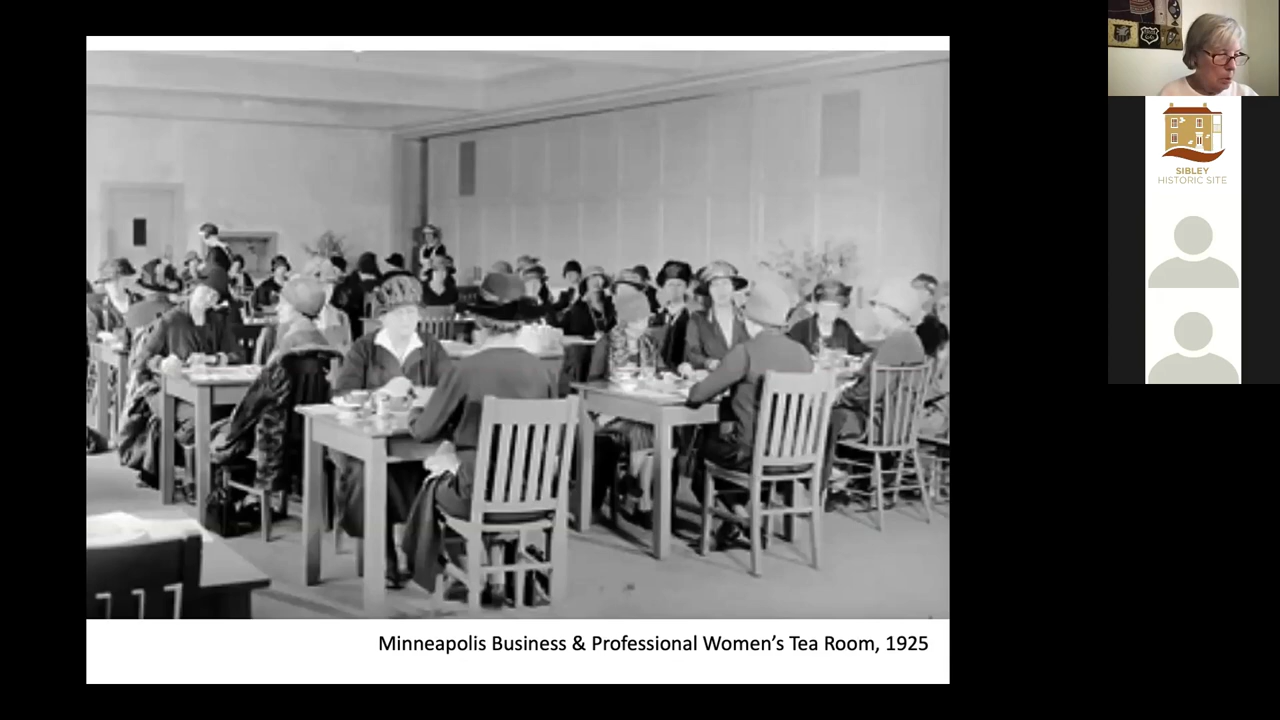 SIBLEY
HISTORIC SITE
Minneapolis Business & Professional Women's Tea Room, 1925